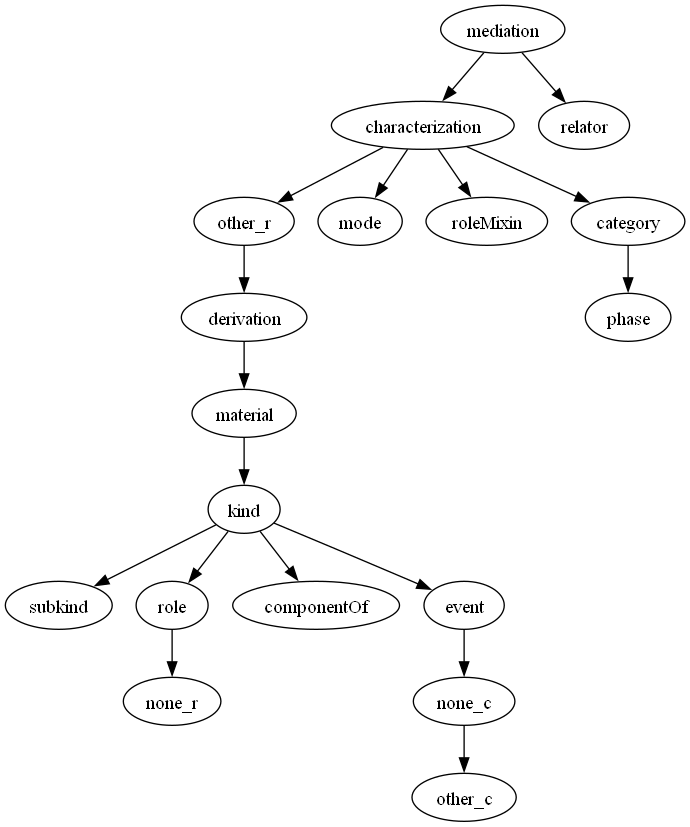 mediation
characterization
relator
other_r
mode
roleMixin
category
derivation
phase
material
kind
subkind
role
componentOf
event
none_r
none_c
other_c